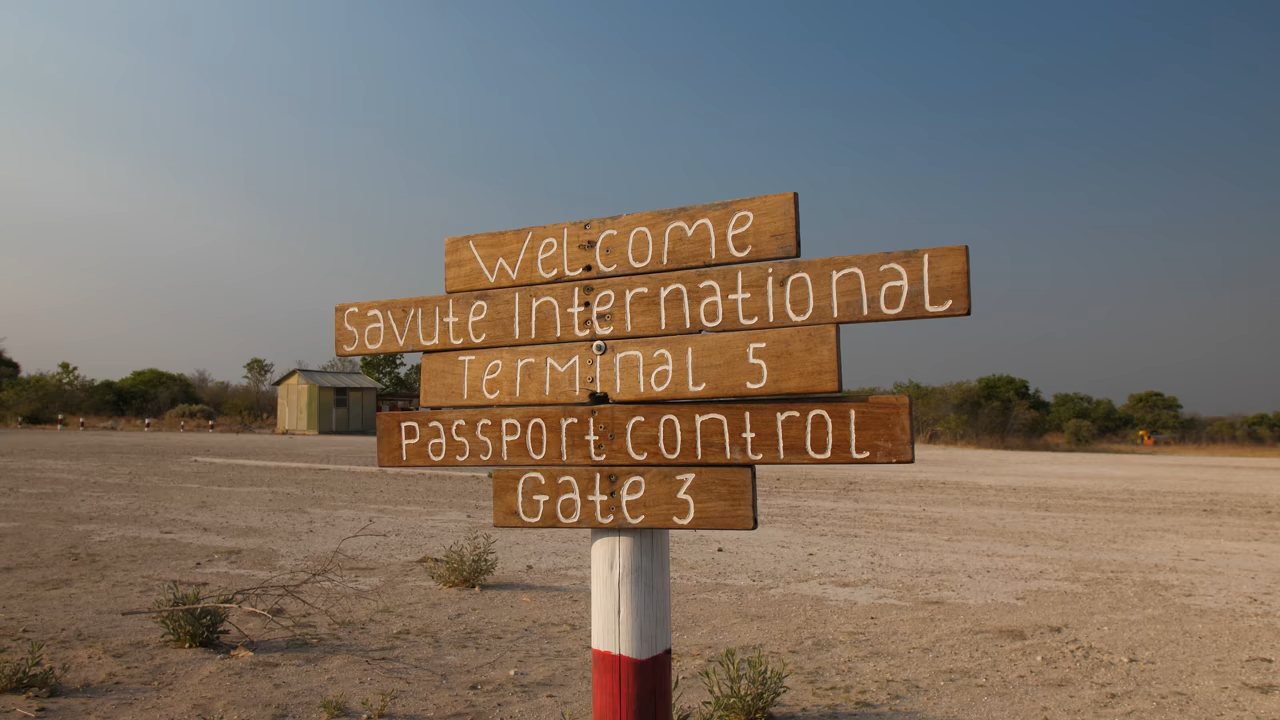 Welcome
Savute International
Terminal 5
Passport control
Gate 3